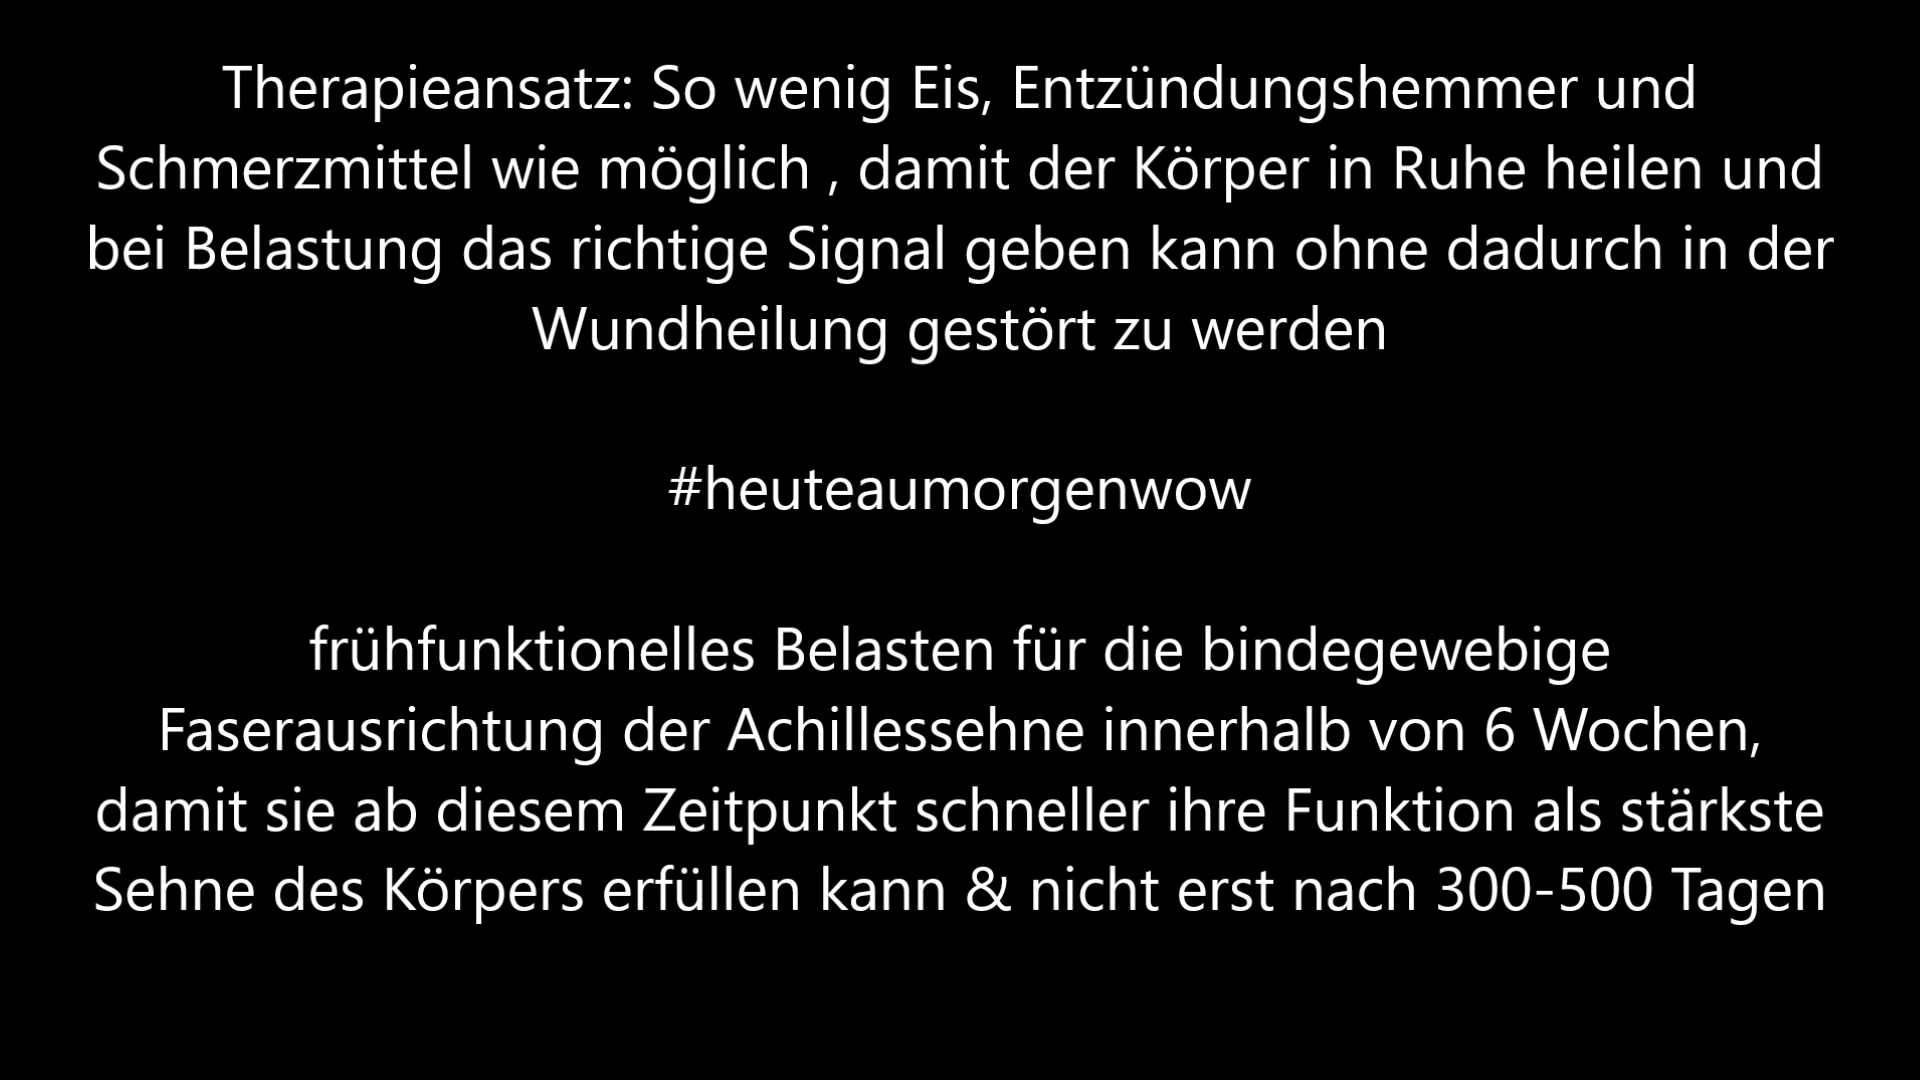 Therapieansatz: So wenig Eis, Entzündungshemmer und
Schmerzmittel wie möglich , damit der Körper in Ruhe heilen und
bei Belastung das richtige Signal geben kann ohne dadurch in der
Wundheilung gestört zu werden
#heuteaumorgenwow
frühfunktionelles Belasten für die bindegewebige
Faserausrichtung der Achillessehne innerhalb von 6 Wochen,
damit sie ab diesem Zeitpunkt schneller ihre Funktion als stärkste
Sehne des Körpers erfüllen kann & nicht erst nach 300-500 Tagen